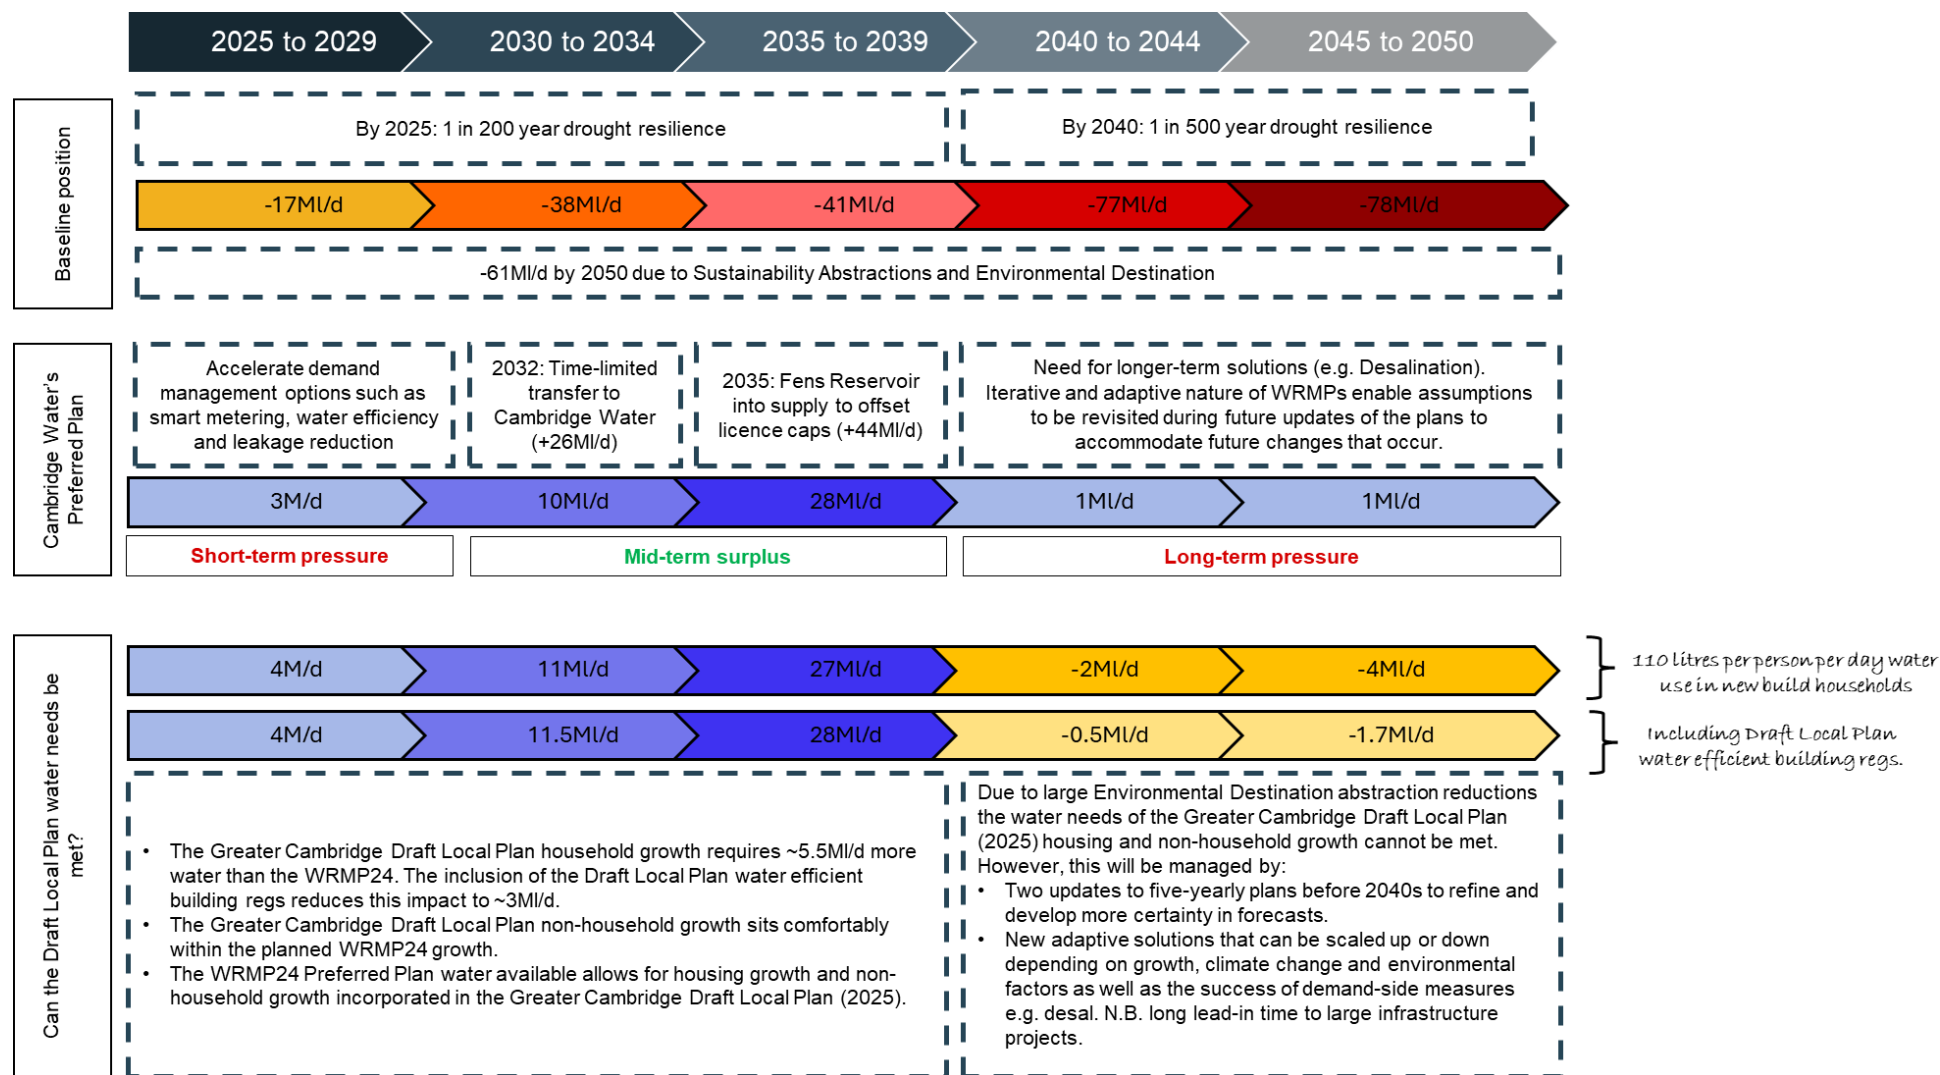 2025 to 2029
2030 to 2034
2035 to 2039
2040 to 2044
2045 to 2050
Baseline position
By 2025: 1 in 200 year drought resilience
By 2040: 1 in 500 year drought resilience
-17Ml/d
-38Ml/d
-41Ml/d
-77Ml/d
-78Ml/d
-61Ml/d by 2050 due to Sustainability Abstractions and Environmental Destination
Cambridge Water's
Preferred Plan
Accelerate demand
management options such as
smart metering, water efficiency
and leakage reduction
2032: Time-limited
transfer to
Cambridge Water
(+26Ml/d)
2035: Fens Reservoir
into supply to offset
licence caps (+44Ml/d)
Need for longer-term solutions (e.g. Desalination).
Iterative and adaptive nature of WRMPs enable assumptions
to be revisited during future updates of the plans to
accommodate future changes that occur.
3M/d
10Ml/d
28Ml/d
1Ml/d
1Ml/d
Short-term pressure
Mid-term surplus
Long-term pressure
Can the Draft Local Plan water needs be
met?
4M/d
11Ml/d
27Ml/d
-2Ml/d
-4Ml/d
110 litres per person per day water
use in new build households
4M/d
11.5Ml/d
28Ml/d
-0.5Ml/d
-1.7Ml/d
Including Draft Local Plan
water efficient building regs.
• The Greater Cambridge Draft Local Plan household growth requires ~5.5Ml/d more
water than the WRMP24. The inclusion of the Draft Local Plan water efficient
building regs reduces this impact to ~3Ml/d.
• The Greater Cambridge Draft Local Plan non-household growth sits comfortably
within the planned WRMP24 growth.
• The WRMP24 Preferred Plan water available allows for housing growth and non-
household growth incorporated in the Greater Cambridge Draft Local Plan (2025).
Due to large Environmental Destination abstraction reductions
the water needs of the Greater Cambridge Draft Local Plan
(2025) housing and non-household growth cannot be met.
However, this will be managed by:
• Two updates to five-yearly plans before 2040s to refine and
develop more certainty in forecasts.
• New adaptive solutions that can be scaled up or down
depending on growth, climate change and environmental
factors as well as the success of demand-side measures
e.g. desal. N.B. long lead-in time to large infrastructure
projects.